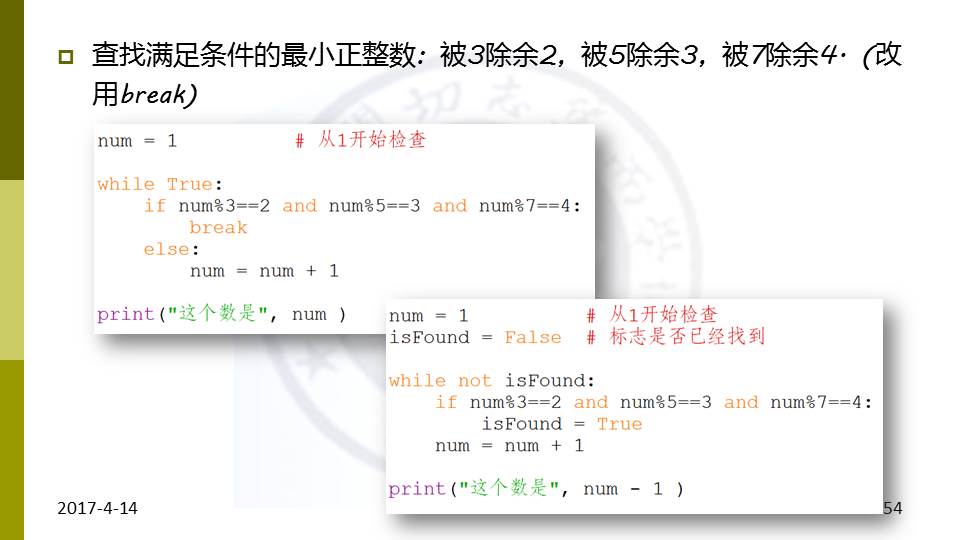 查找满足条件的最小正整数：被3除余2，被5除余3，被7除余4. （改
用break）
num = 1 # 从1开始检查
while True:
if num%3==2 and num%5==3 and num%7==4:
break
else:
num = num + 1
print("这个数是", num )
num = 1 # 从1开始检查
isFound = False # 标志是否已经找到
while not isFound:
if num%3==2 and num%5==3 and num%7==4:
isFound = True
num = num + 1
print("这个数是", num - 1 )
2017-4-14
54